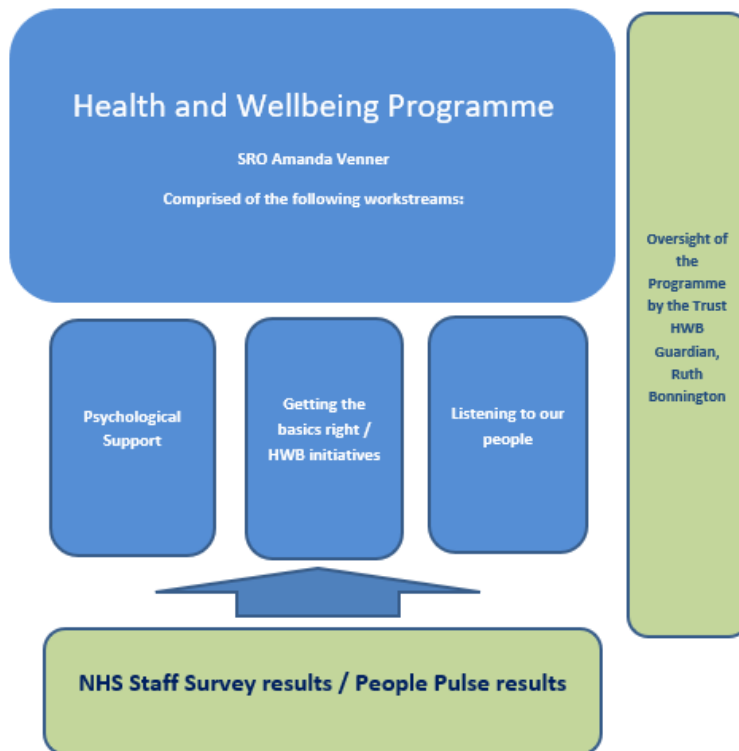 Health and Wellbeing Programme
SRO Amanda Venner
Comprised of the following workstreams:
Oversight of
the
Programme
by the Trust
HWB
Guardian,
Ruth
Bonnington
Psychological
Support
Getting the
basics right /
HWB initiatives
Listening to our
people
NHS Staff Survey results / People Pulse results